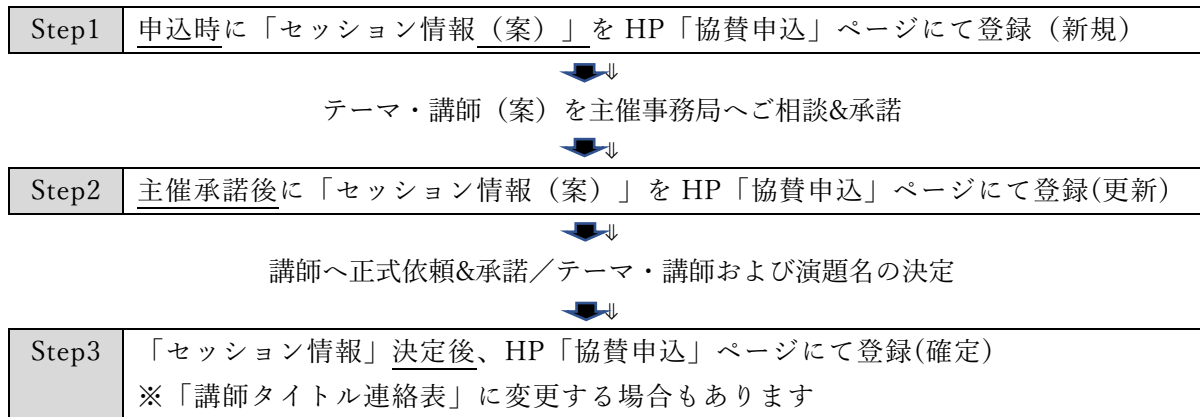 Step1 申込時に「セッション情報（案）」を HP「協賛申込」ページにて登録（新規）
⇓
テーマ・講師（案）を主催事務局へご相談&承諾
⇓
Step2 主催承諾後に「セッション情報（案）」を HP「協賛申込」ページにて登録(更新)
⇓
講師へ正式依頼&承諾／テーマ・講師および演題名の決定
⇓
Step3 「セッション情報」決定後、HP「協賛申込」ページにて登録(確定)
※「講師タイトル連絡表」に変更する場合もあります